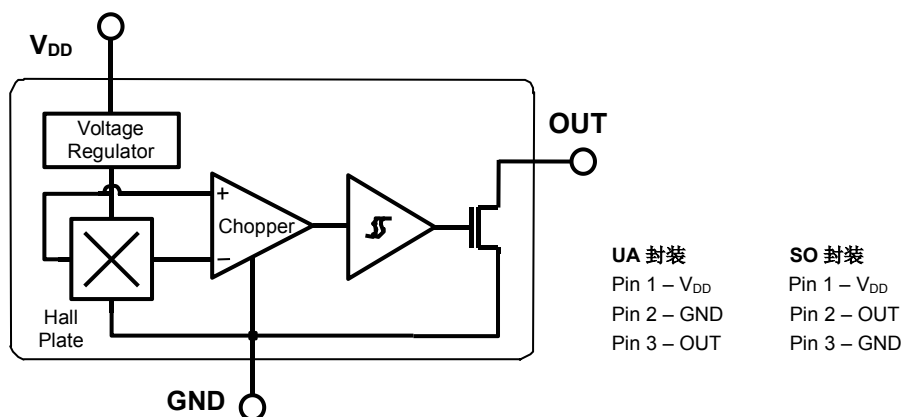 VDD
Voltage
Regulator
OUT
+
Chopper
−
Hall
Plate
GND
UA 封装
Pin 1 – VDD
Pin 2 – GND
Pin 3 – OUT
SO 封装
Pin 1 – VDD
Pin 2 – OUT
Pin 3 – GND